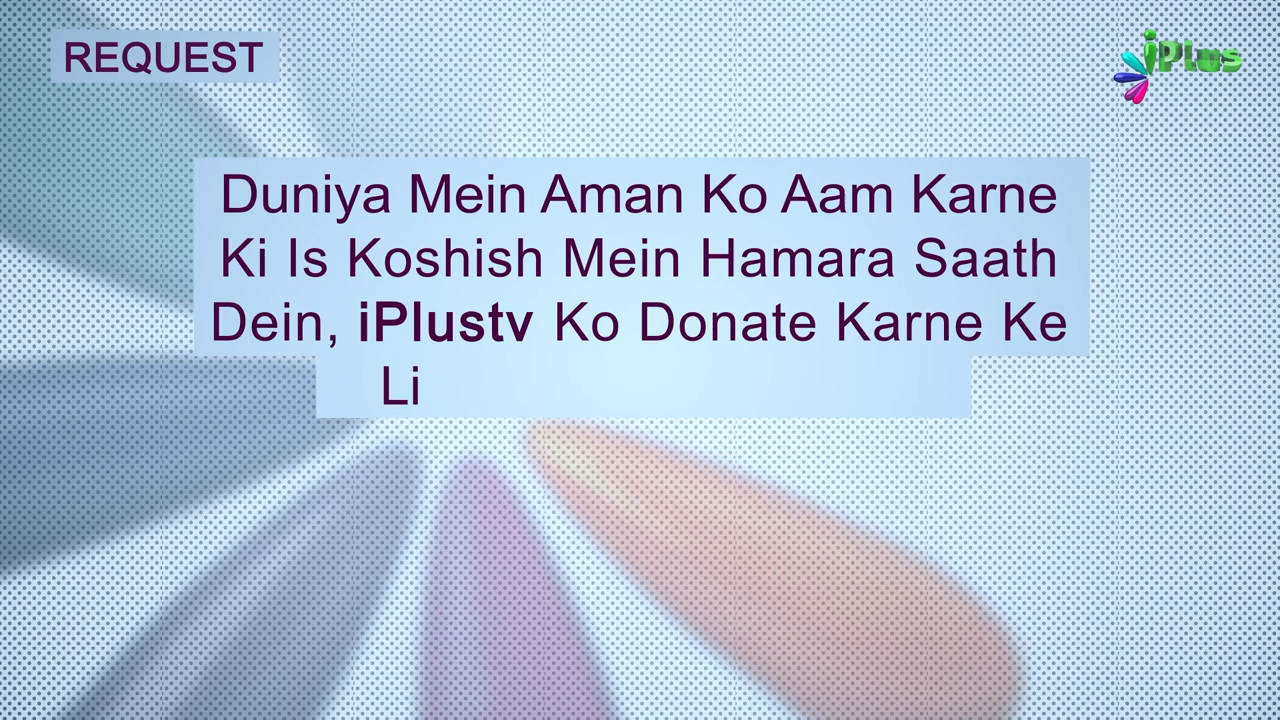 REQUEST
iPlus
Duniya Mein Aman Ko Aam Karne
Ki Is Koshish Mein Hamara Saath
Dein, iPlustv Ko Donate Karne Ke
Li